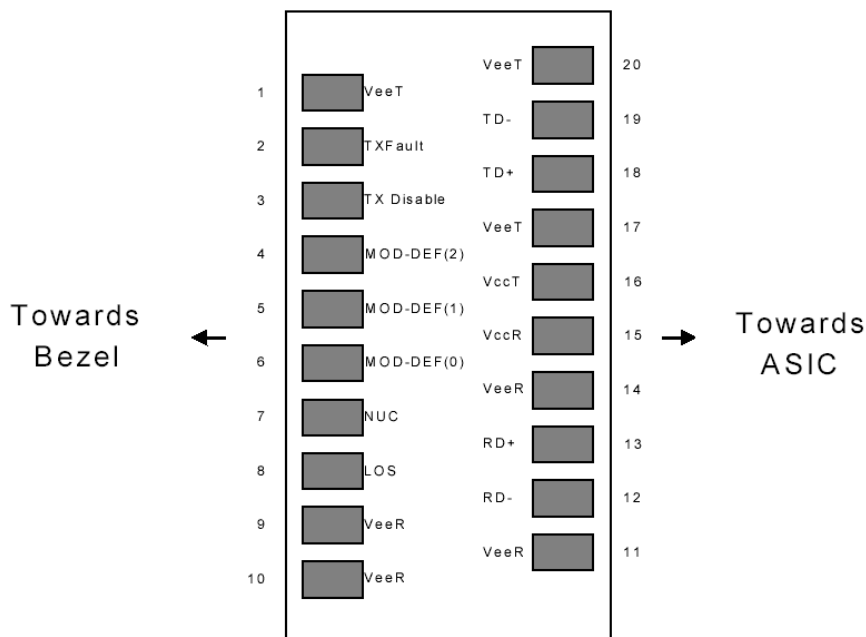 Towards
Bezel
1 VeeT
2 TXFault
3 TX Disable
4 MOD-DEF(2)
5 MOD-DEF(1)
6 MOD-DEF(0)
7 NUC
8 LOS
9 VeeR
10 VeeR
VeeT 20
TD- 19
TD+ 18
VeeT 17
VccT 16
VccR 15
VeeR 14
RD+ 13
RD- 12
VeeR 11
Towards
ASIC